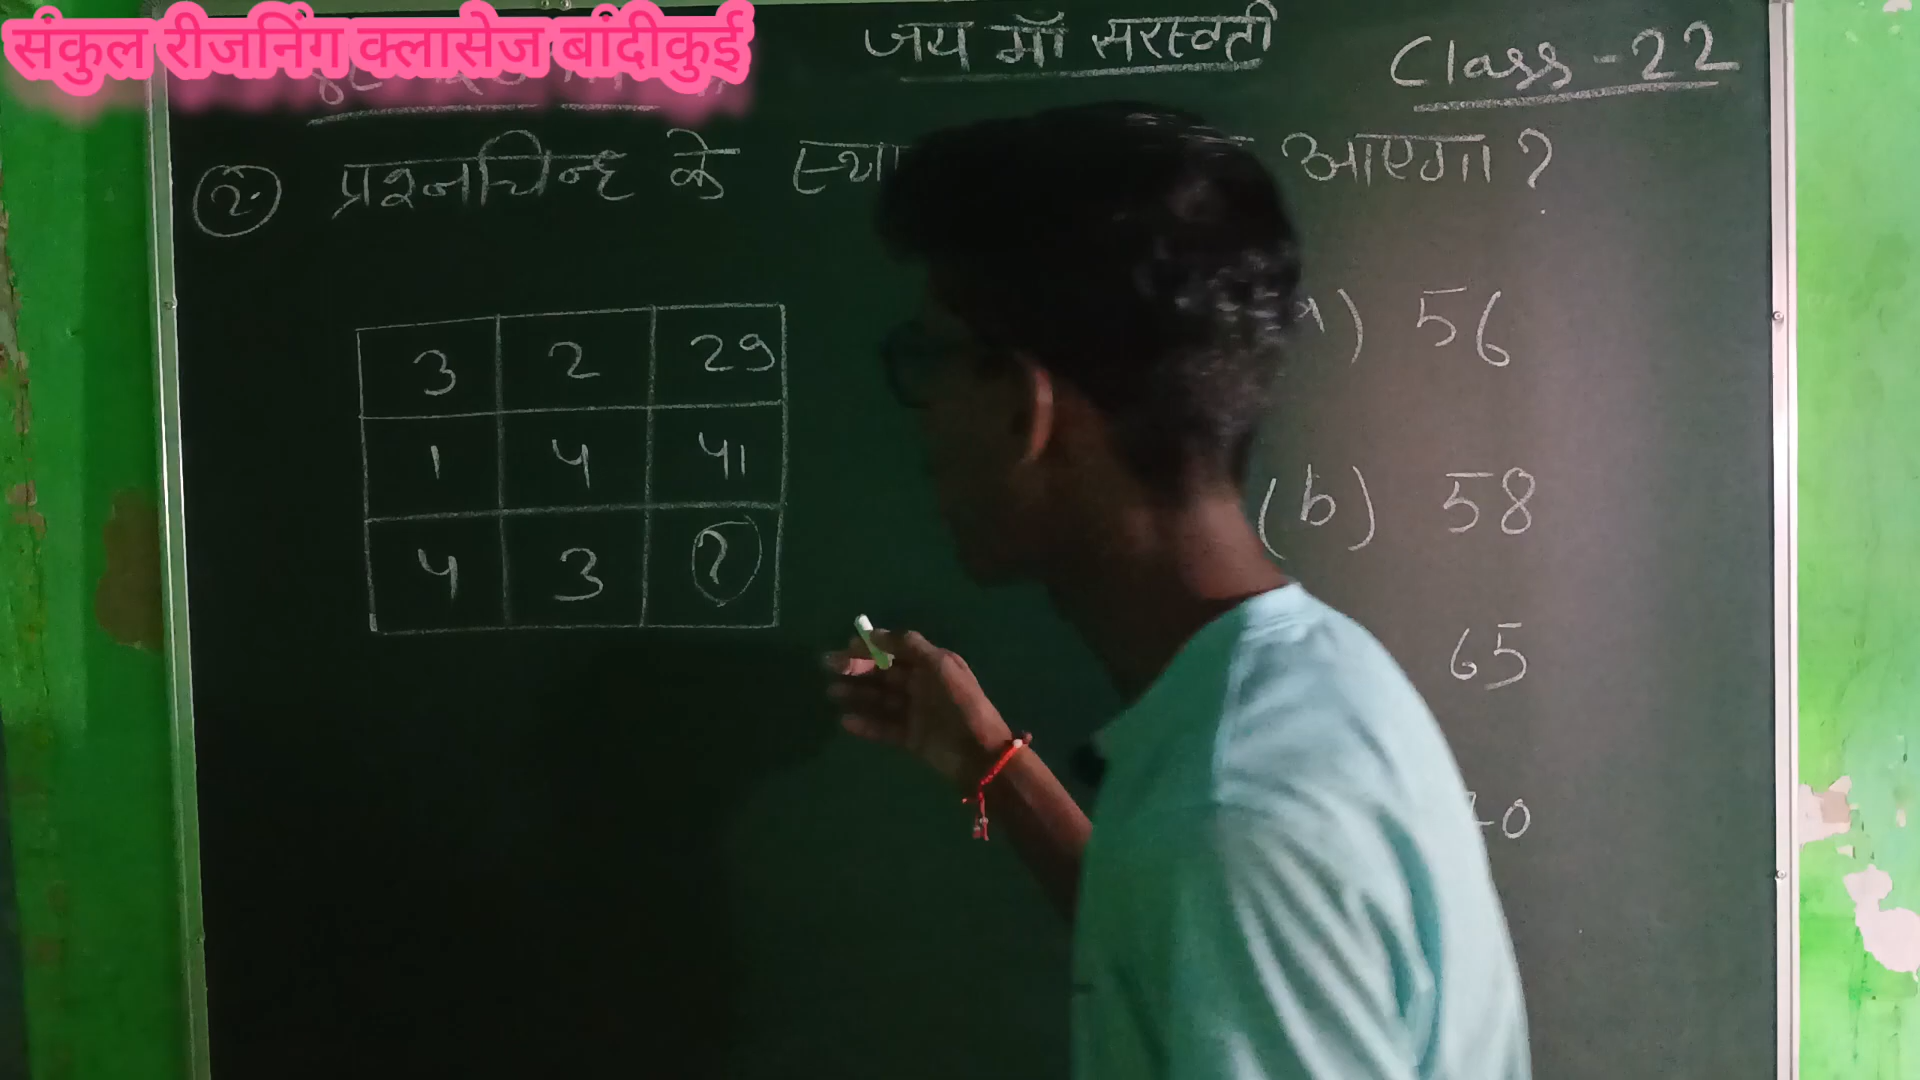 संकुल रीजनिंग क्लासेज बांदीकुई
जय माँ सरस्वती
Class-22
2. प्रश्नचिन्ह के आएगा?
3 2 29
1 4 41
4 3 ?
56
(b) 58
65